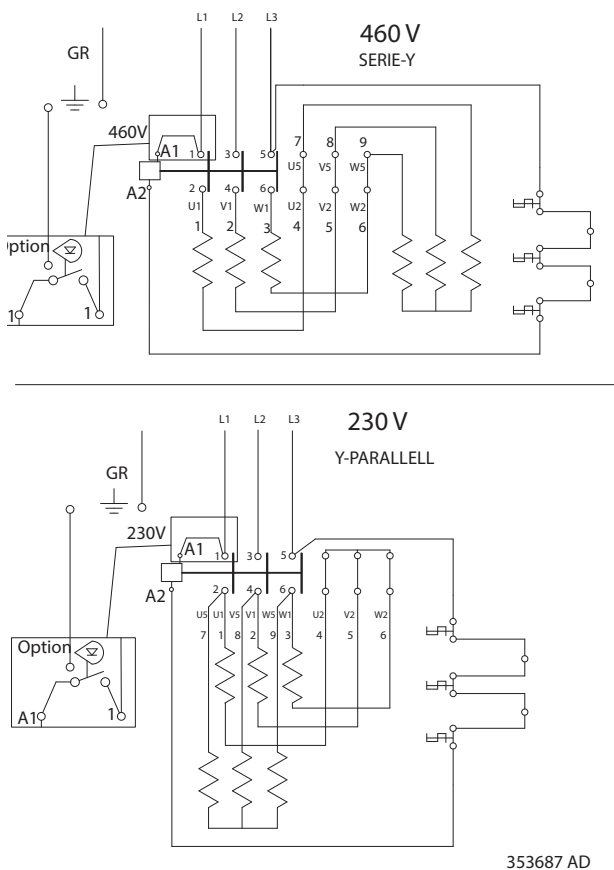 L1 L2 L3
460 V
SERIE-Y
GR
460V
A1
1 3 5 7 8 9
U5 V5 W5
A2
2 4 6
U1 V1 W1 U2 V2 W2
1 2 3 4 5 6
ption
1 1
L1 L2 L3
230 V
Y-PARALLELL
GR
230V
A1
1 3 5
A2
2 4 6
U5 U1 V5 V1 W5 W1 U2 V2 W2
7 1 8 2 9 3 4 5 6
Option
A1 1
353687 AD